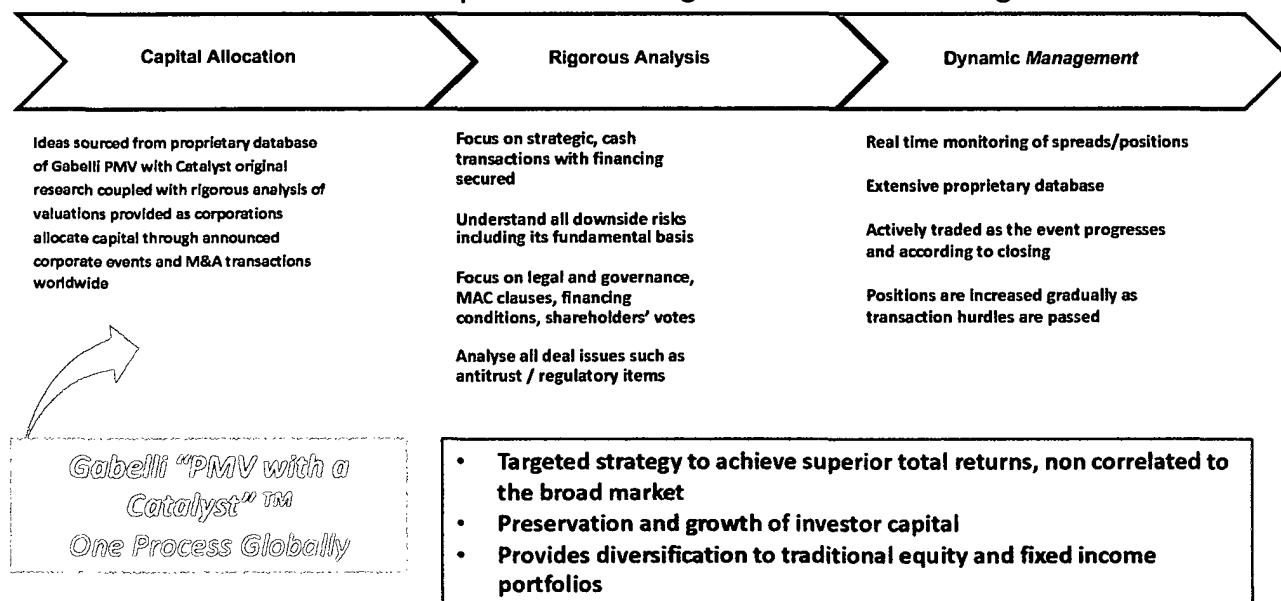 Capital Allocation
Rigorous Analysis
Dynamic Management
Ideas sourced from proprietary database
of Gabelli PMV with Catalyst original
research coupled with rigorous analysis of
valuations provided as corporations
allocate capital through announced
corporate events and M&A transactions
worldwide
Focus on strategic, cash
transactions with financing
secured
Understand all downside risks
including its fundamental basis
Focus on legal and governance,
MAC clauses, financing
conditions, shareholders' votes
Analyse all deal issues such as
antitrust / regulatory items
Real time monitoring of spreads/positions
Extensive proprietary database
Actively traded as the event progresses
and according to closing
Positions are increased gradually as
transaction hurdles are passed
Gabelli "PMV with a
Catalyst" ™
One Process Globally
• Targeted strategy to achieve superior total returns, non correlated to
the broad market
• Preservation and growth of investor capital
• Provides diversification to traditional equity and fixed income
portfolios